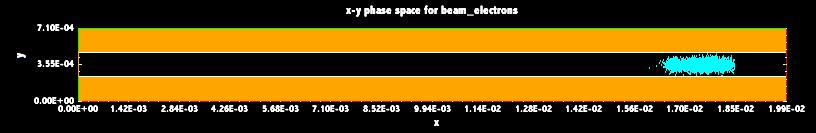 x-y phase space for beam_electrons
7.10E-04
y
3.55E-04
0.00E+00
0.00E+00 1.42E-03 2.84E-03 4.26E-03 5.68E-03 7.10E-03 8.52E-03 9.94E-03 1.14E-02 1.28E-02 1.42E-02 1.56E-02 1.70E-02 1.85E-02 1.99E-02
x